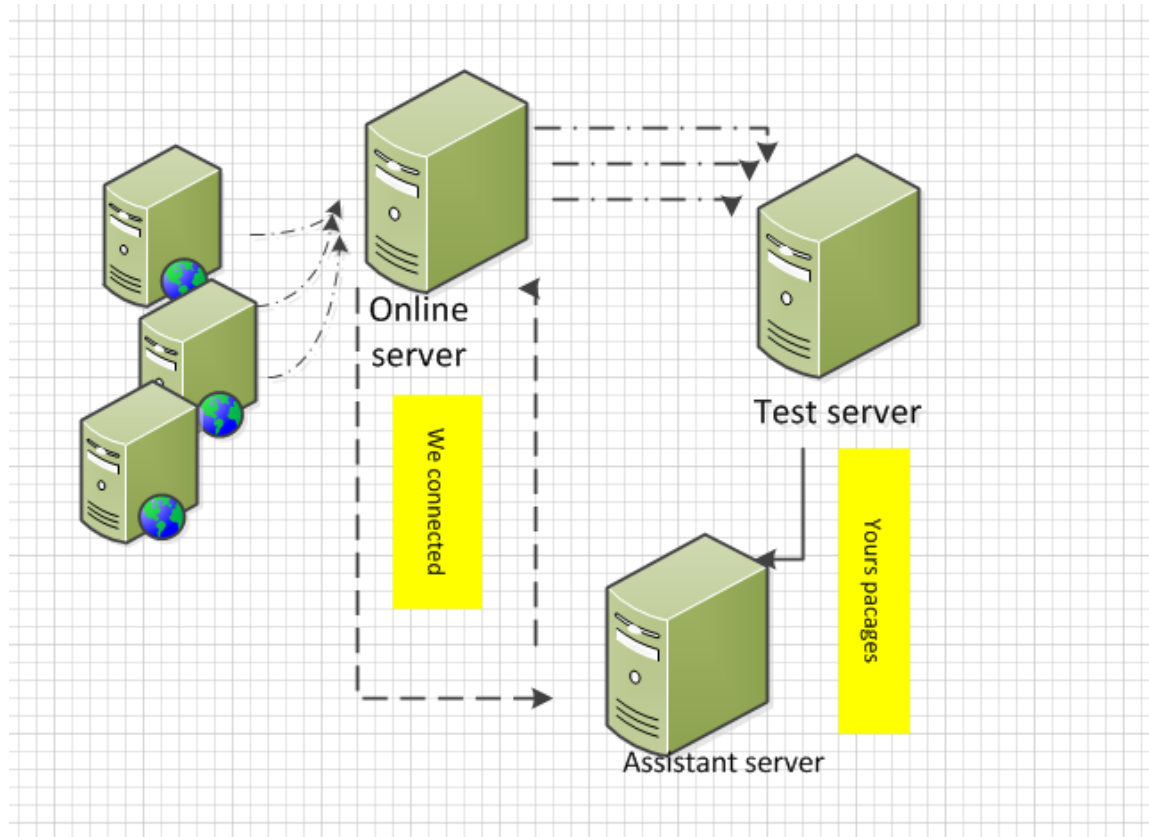 Online
server
Test server
We connected
Yours pacages
Assistant server